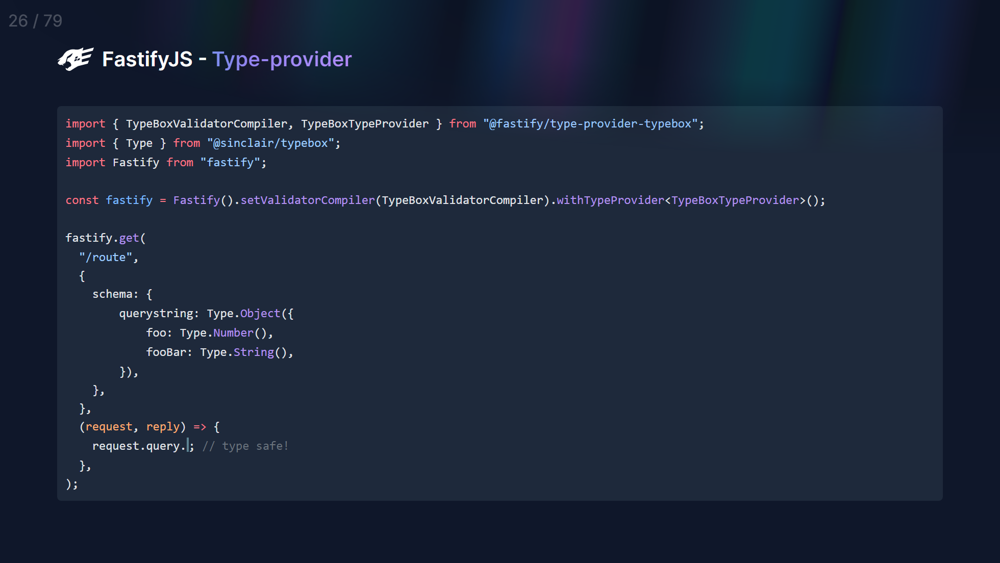 26 / 79
FastifyJS - Type-provider
import { TypeBoxValidatorCompiler, TypeBoxTypeProvider } from "@fastify/type-provider-typebox";
import { Type } from "@sinclair/typebox";
import Fastify from "fastify";

const fastify = Fastify().setValidatorCompiler(TypeBoxValidatorCompiler).withTypeProvider<TypeBoxTypeProvider>();

fastify.get(
  "/route",
  {
    schema: {
        querystring: Type.Object({
            foo: Type.Number(),
            fooBar: Type.String(),
        }),
    },
  },
  (request, reply) => {
    request.query.; // type safe!
  },
);